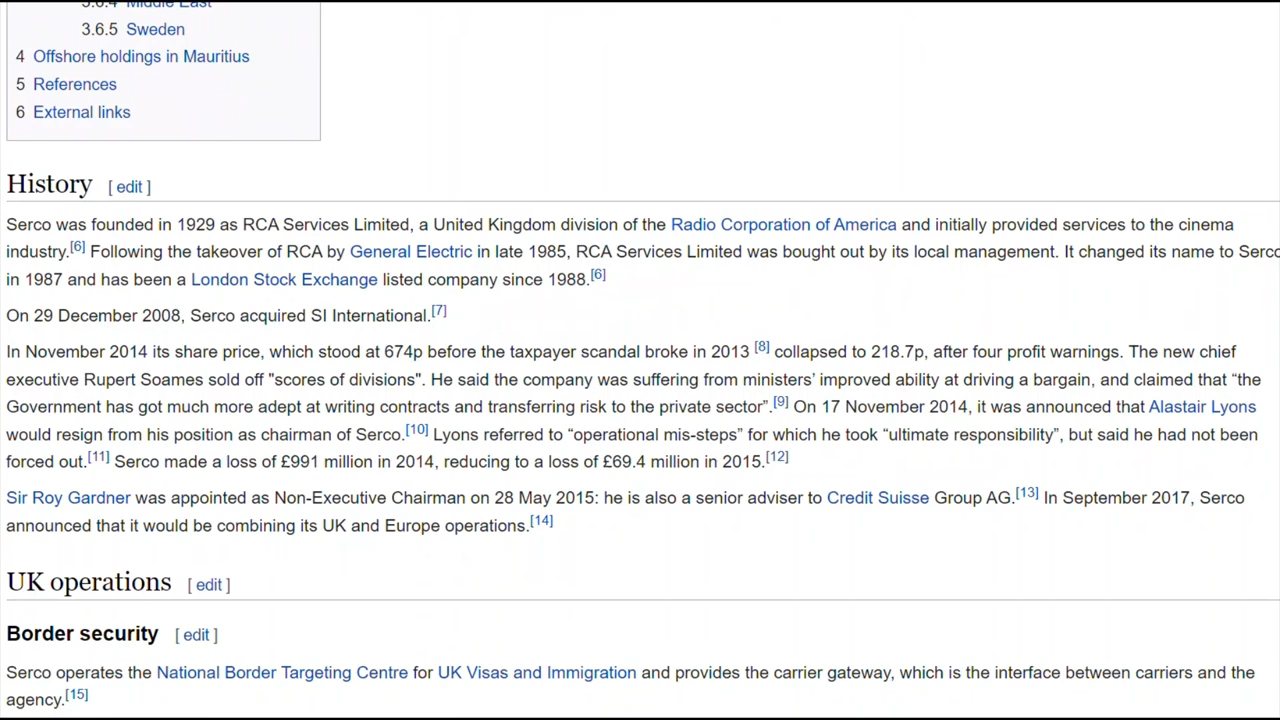 3.6.4 Middle East
3.6.5 Sweden
4 Offshore holdings in Mauritius
5 References
6 External links
History [ edit ]
Serco was founded in 1929 as RCA Services Limited, a United Kingdom division of the Radio Corporation of America and initially provided services to the cinema
industry.[6] Following the takeover of RCA by General Electric in late 1985, RCA Services Limited was bought out by its local management. It changed its name to Serco
in 1987 and has been a London Stock Exchange listed company since 1988.[6]
On 29 December 2008, Serco acquired SI International.[7]
In November 2014 its share price, which stood at 674p before the taxpayer scandal broke in 2013 [8] collapsed to 218.7p, after four profit warnings. The new chief
executive Rupert Soames sold off "scores of divisions". He said the company was suffering from ministers’ improved ability at driving a bargain, and claimed that “the
Government has got much more adept at writing contracts and transferring risk to the private sector”.[9] On 17 November 2014, it was announced that Alastair Lyons
would resign from his position as chairman of Serco.[10] Lyons referred to “operational mis-steps” for which he took “ultimate responsibility”, but said he had not been
forced out.[11] Serco made a loss of £991 million in 2014, reducing to a loss of £69.4 million in 2015.[12]
Sir Roy Gardner was appointed as Non-Executive Chairman on 28 May 2015: he is also a senior adviser to Credit Suisse Group AG.[13] In September 2017, Serco
announced that it would be combining its UK and Europe operations.[14]
UK operations [ edit ]
Border security [ edit ]
Serco operates the National Border Targeting Centre for UK Visas and Immigration and provides the carrier gateway, which is the interface between carriers and the
agency.[15]